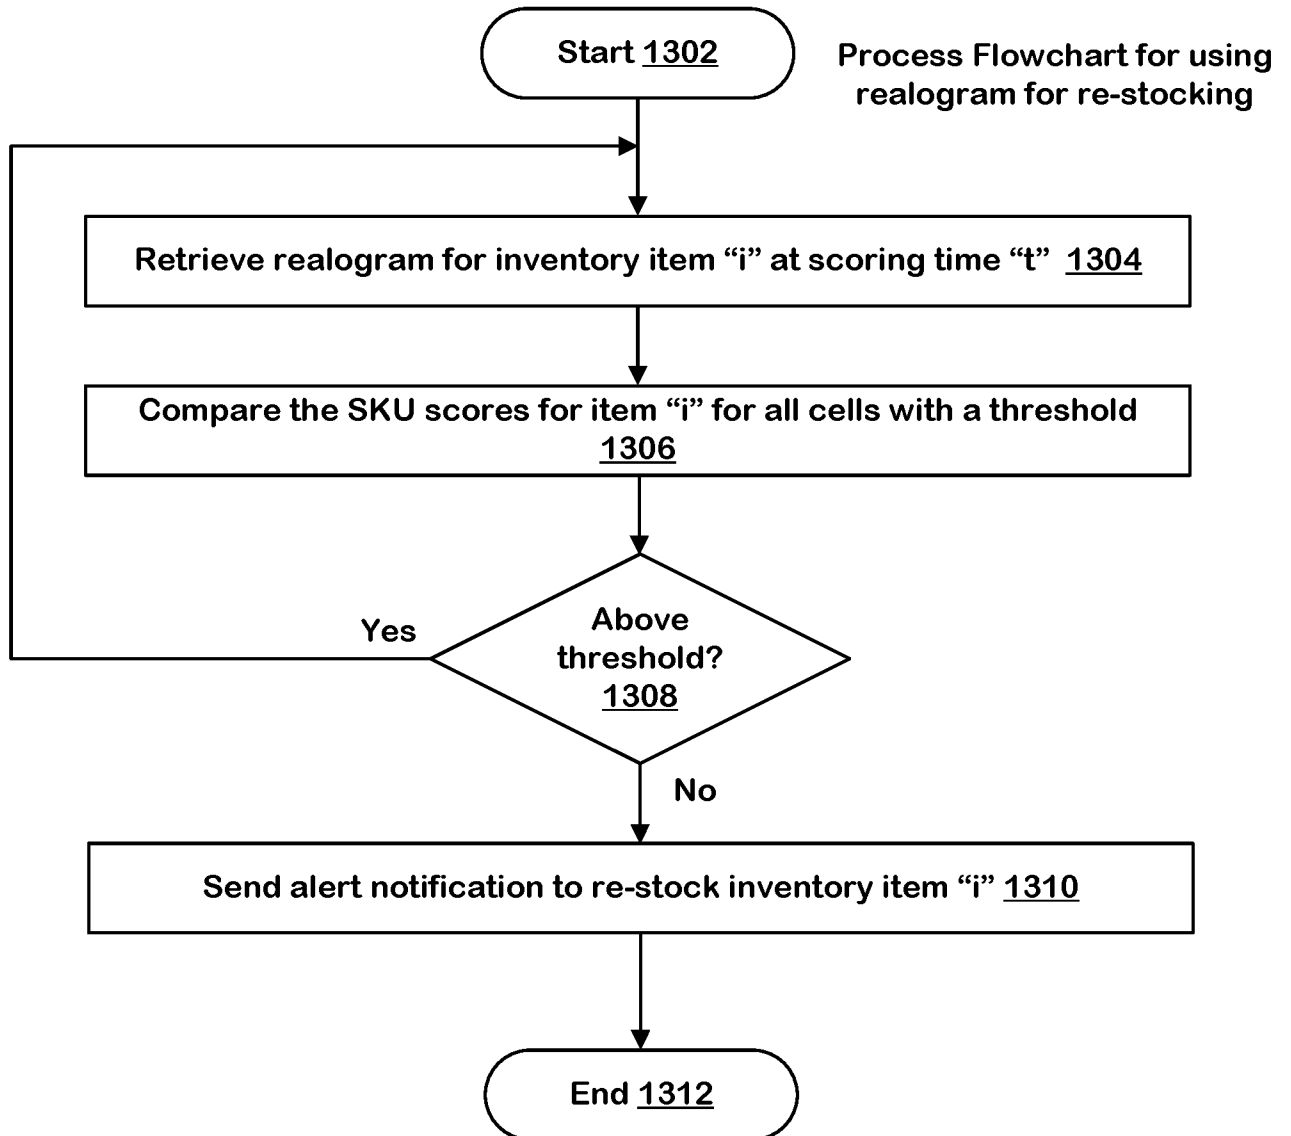 Start 1302
Process Flowchart for using
realogram for re-stocking
Retrieve realogram for inventory item “i” at scoring time “t” 1304
Compare the SKU scores for item “i” for all cells with a threshold
1306
Above
threshold?
1308
Yes
No
Send alert notification to re-stock inventory item “i” 1310
End 1312